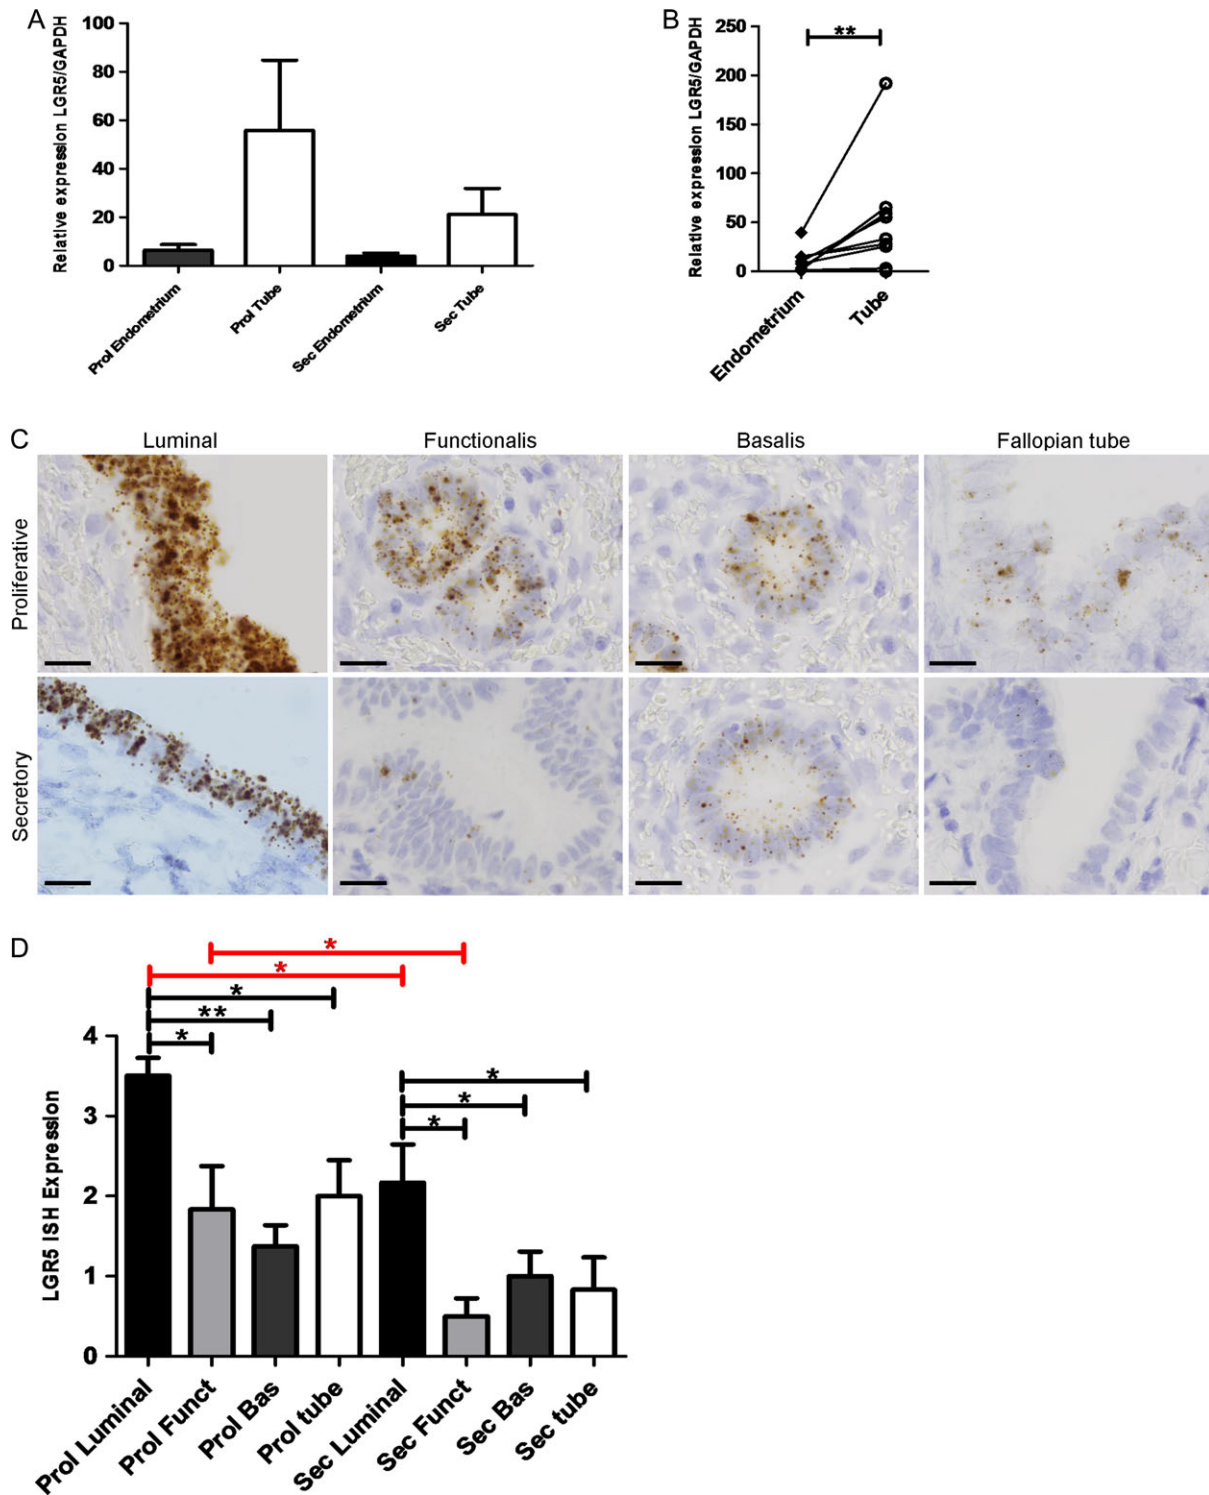 A
Relative expression LGR5/GAPDH
100
80
60
40
20
0
Prol Endometrium
Prol Tube
Sec Endometrium
Sec Tube
B
Relative expression LGR5/GAPDH
250
200
150
100
50
0
**
Endometrium
Tube
C
Luminal
Functionalis
Basalis
Fallopian tube
Proliferative
Secretory
D
*
*
*
**
*
*
*
*
LGR5 ISH Expression
4
3
2
1
0
Prol Luminal
Prol Funct
Prol Bas
Prol tube
Sec Luminal
Sec Funct
Sec Bas
Sec tube